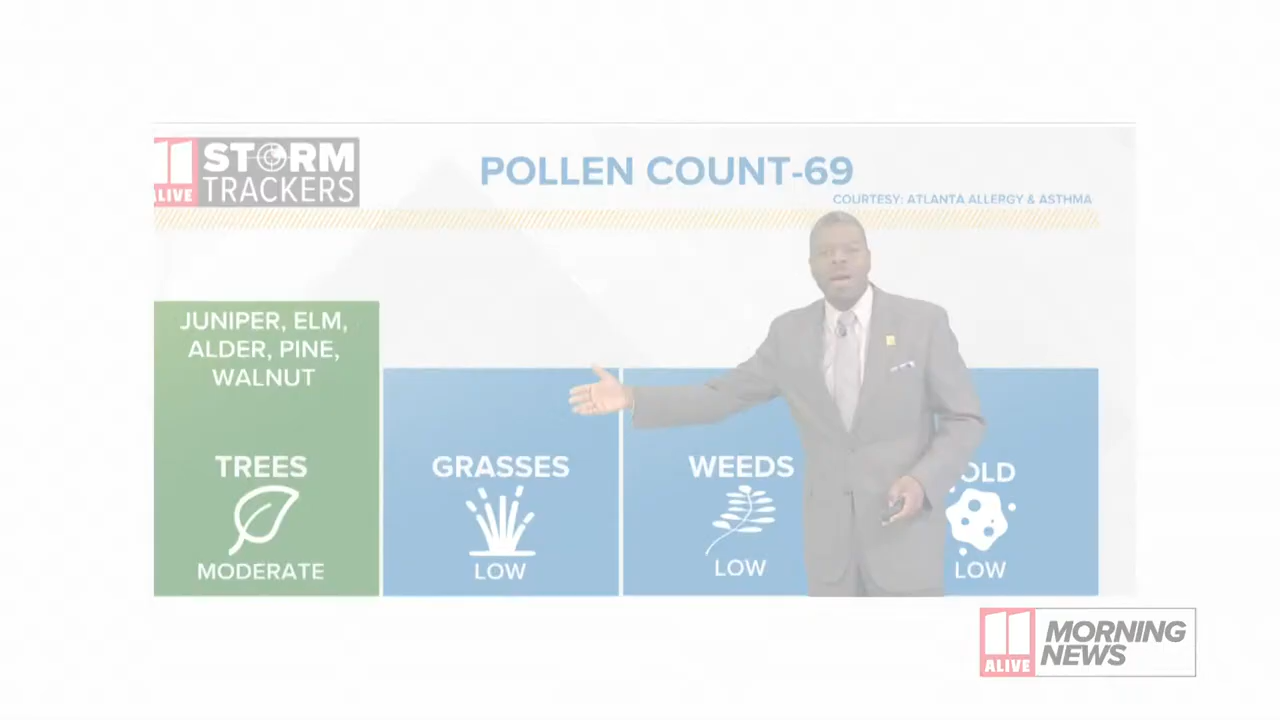 11
ALIVE
STORM
TRACKERS
POLLEN COUNT-69
COURTESY: ATLANTA ALLERGY & ASTHMA
JUNIPER, ELM,
ALDER, PINE,
WALNUT
TREES
MODERATE
GRASSES
LOW
WEEDS
LOW
OLD
LOW
11
ALIVE
MORNING
NEWS